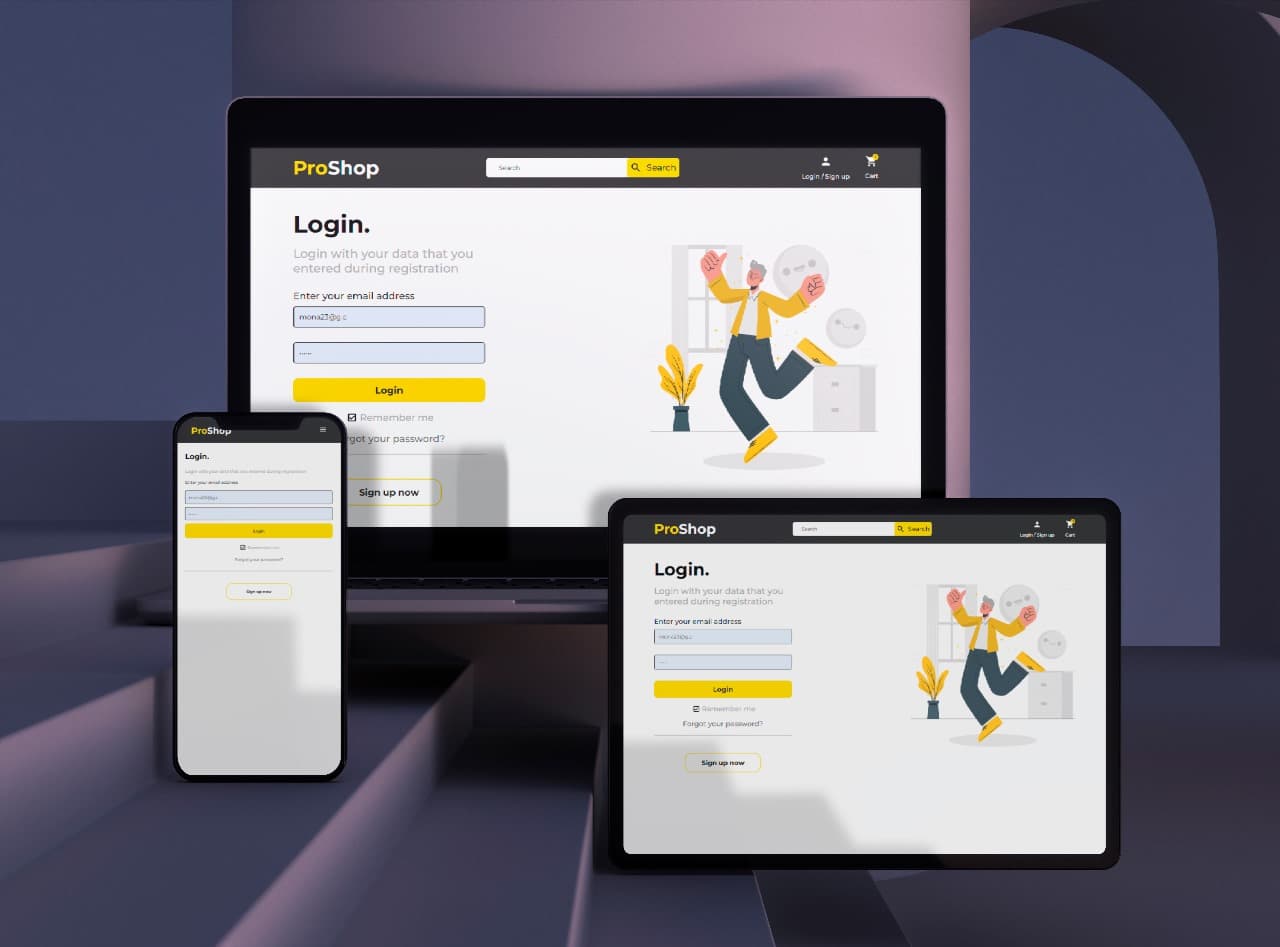 ProShop
Search
Search
Login / Sign up
Cart
Login.
Login with your data that you
entered during registration
Enter your email address
mona23@g.c
......
Login
Remember me
got your password?
Sign up now
ProShop
Login.
Login with your data that you entered during registration
Enter your email address
mona23@g.c
Login
Remember me
Forgot your password?
Sign up now
ProShop
Search
Search
Login / Sign up
Cart
Login.
Login with your data that you
entered during registration
Enter your email address
mona23@g.c
Login
Remember me
Forgot your password?
Sign up now